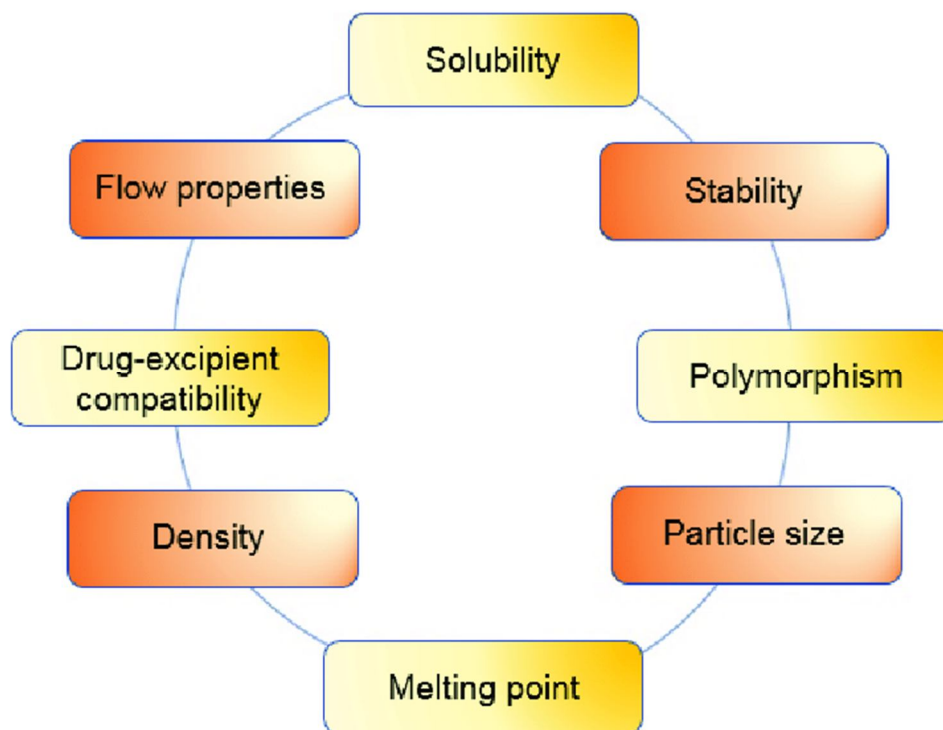 Solubility
Flow properties
Stability
Drug-excipient
compatibility
Polymorphism
Density
Particle size
Melting point